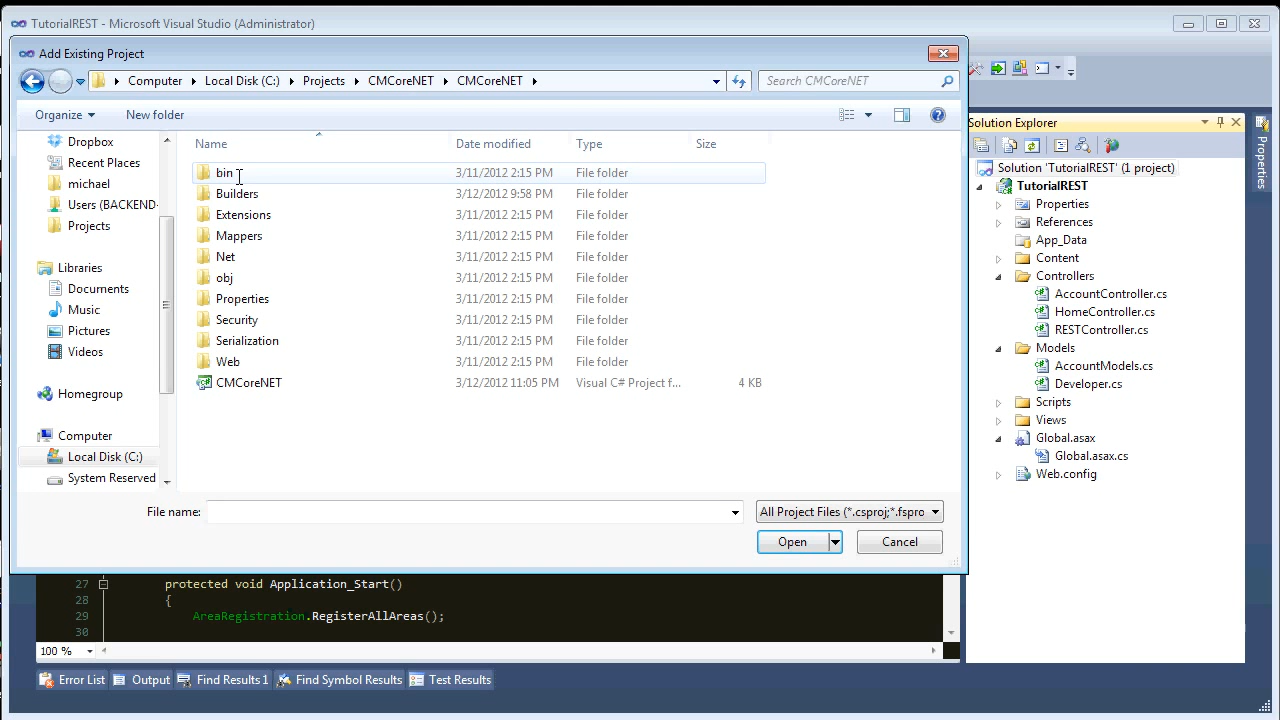 TutorialREST - Microsoft Visual Studio (Administrator)
Add Existing Project
Computer Local Disk (C:) Projects CMCoreNET CMCoreNET
Search CMCoreNET
Organize New folder
Name Date modified Type Size
Dropbox
Recent Places
michael
Users (BACKEND-
Projects
Libraries
Documents
Music
Pictures
Videos
Homegroup
Computer
Local Disk (C:)
System Reserved
bin 3/11/2012 2:15 PM File folder
Builders 3/12/2012 9:58 PM File folder
Extensions 3/11/2012 2:15 PM File folder
Mappers 3/11/2012 2:15 PM File folder
Net 3/11/2012 2:15 PM File folder
obj 3/11/2012 2:15 PM File folder
Properties 3/11/2012 2:15 PM File folder
Security 3/11/2012 2:15 PM File folder
Serialization 3/11/2012 2:15 PM File folder
Web 3/11/2012 2:15 PM File folder
CMCoreNET 3/12/2012 11:05 PM Visual C# Project f... 4 KB
File name:
All Project Files (*.csproj;*.fspro
Open Cancel
Solution Explorer
Solution 'TutorialREST' (1 project)
TutorialREST
Properties
References
App_Data
Content
Controllers
AccountController.cs
HomeController.cs
RESTController.cs
Models
AccountModels.cs
Developer.cs
Scripts
Views
Global.asax
Global.asax.cs
Web.config
Properties
27 protected void Application_Start()
28 {
29 AreaRegistration.RegisterAllAreas();
30
100 %
Error List Output Find Results 1 Find Symbol Results Test Results